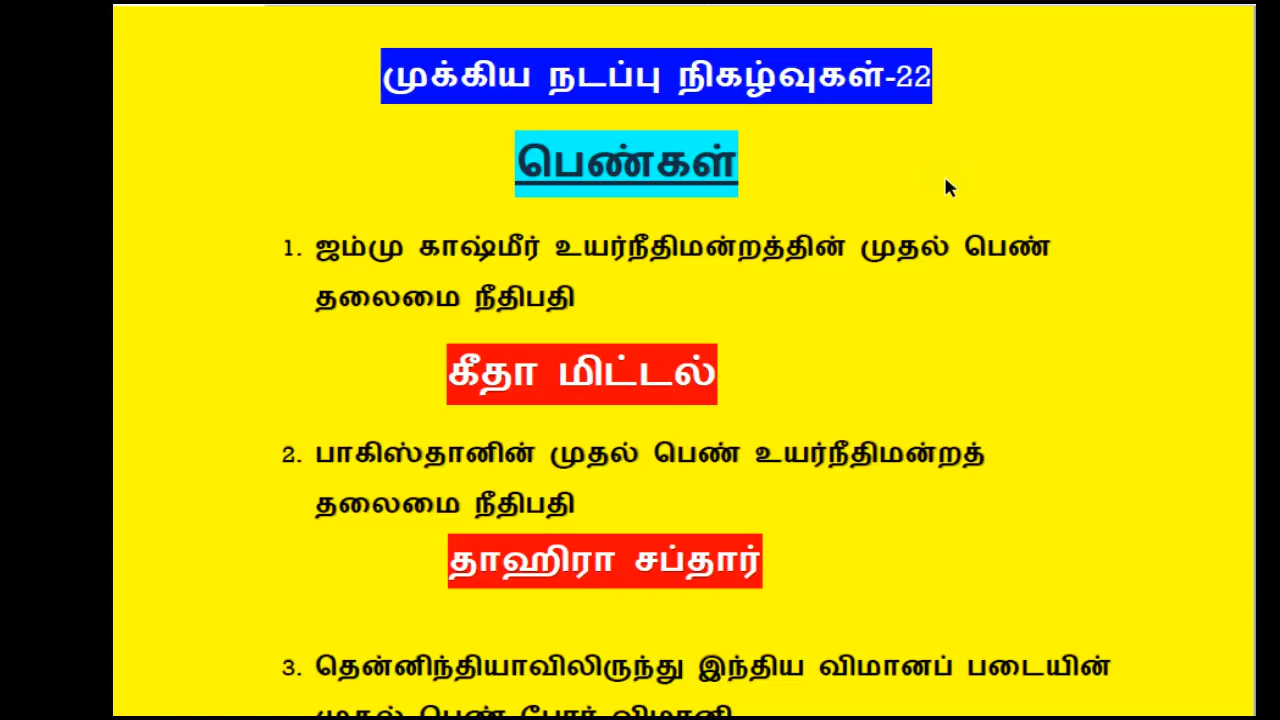 முக்கிய நடப்பு நிகழ்வுகள்-22
பெண்கள்
1. ஜம்மு காஷ்மீர் உயர்நீதிமன்றத்தின் முதல் பெண்
தலைமை நீதிபதி
கீதா மிட்டல்
2. பாகிஸ்தானின் முதல் பெண் உயர்நீதிமன்றத்
தலைமை நீதிபதி
தாஹிரா சப்தார்
3. தென்னிந்தியாவிலிருந்து இந்திய விமானப் படையின்
முதல் பெண் போர் விமானி